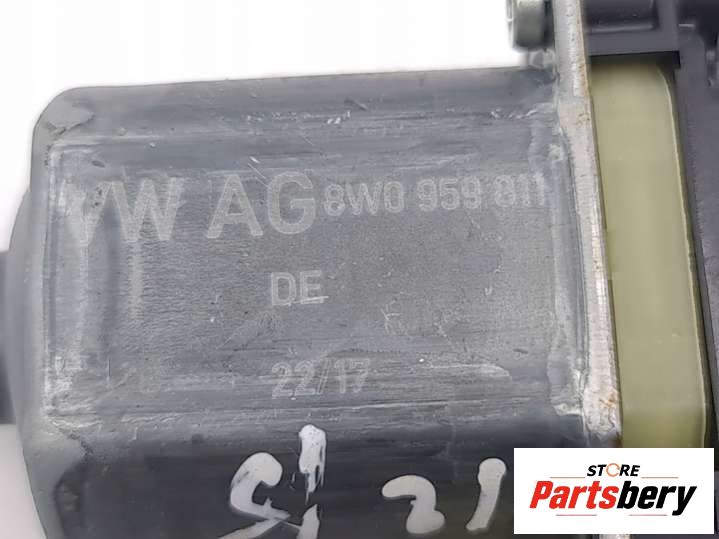 VW AG 8W0 959 811
DE
22/17
STORE
Partsbery